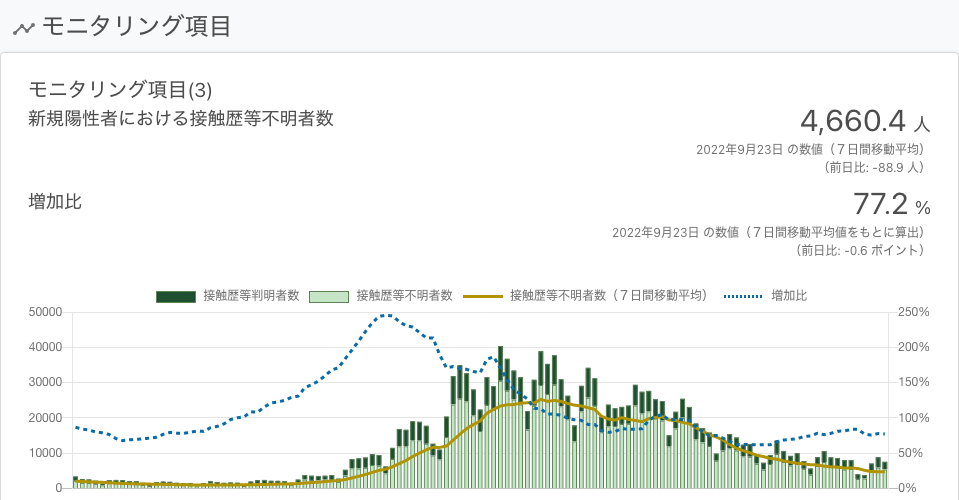 モニタリング項目
モニタリング項目(3)
新規陽性者における接触歴等不明者数
4,660.4 人
2022年9月23日 の数値（７日間移動平均）
（前日比: -88.9 人）
増加比
77.2 %
2022年9月23日 の数値（７日間移動平均値をもとに算出）
（前日比: -0.6 ポイント）
接触歴等判明者数 接触歴等不明者数 接触歴等不明者数（７日間移動平均） 増加比
50000 250%
40000 200%
30000 150%
20000 100%
10000 50%
0 0%